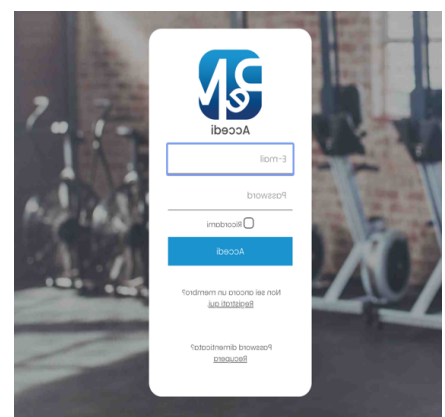 Accedi
E-mail
Password
Ricordami
Accedi
Non sei ancora un membro?
Registrati qui.
Password dimenticata?
Recupera